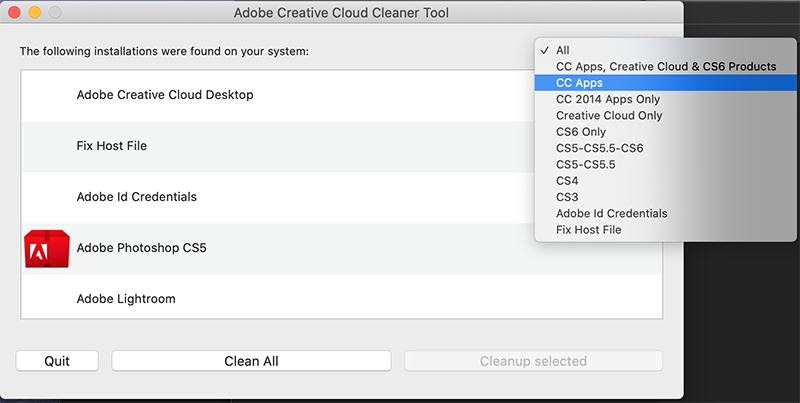 Adobe Creative Cloud Cleaner Tool
The following installations were found on your system:
Adobe Creative Cloud Desktop
Fix Host File
Adobe Id Credentials
Adobe Photoshop CS5
Adobe Lightroom
Quit
Clean All
Cleanup selected
✓ All
CC Apps, Creative Cloud & CS6 Products
CC Apps
CC 2014 Apps Only
Creative Cloud Only
CS6 Only
CS5-CS5.5-CS6
CS5-CS5.5
CS4
CS3
Adobe Id Credentials
Fix Host File